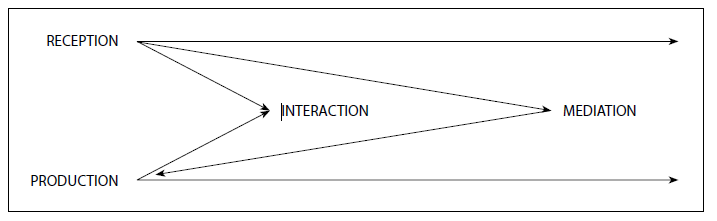 RECEPTION
INTERACTION
MEDIATION
PRODUCTION